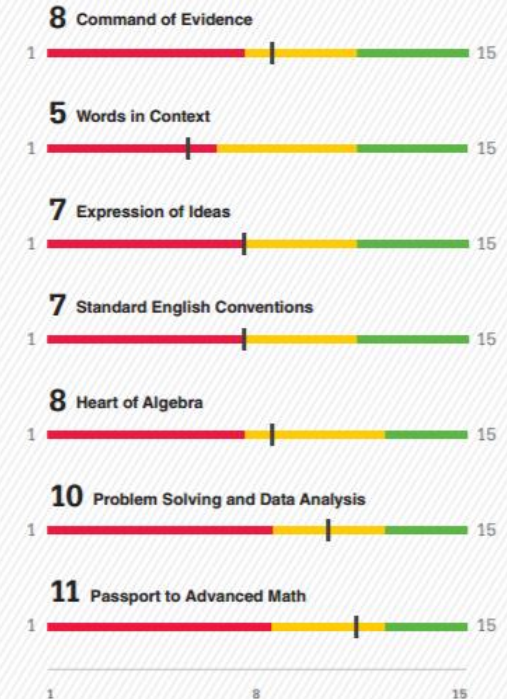 8 Command of Evidence
1 15
5 Words in Context
1 15
7 Expression of Ideas
1 15
7 Standard English Conventions
1 15
8 Heart of Algebra
1 15
10 Problem Solving and Data Analysis
1 15
11 Passport to Advanced Math
1 15
1 8 15